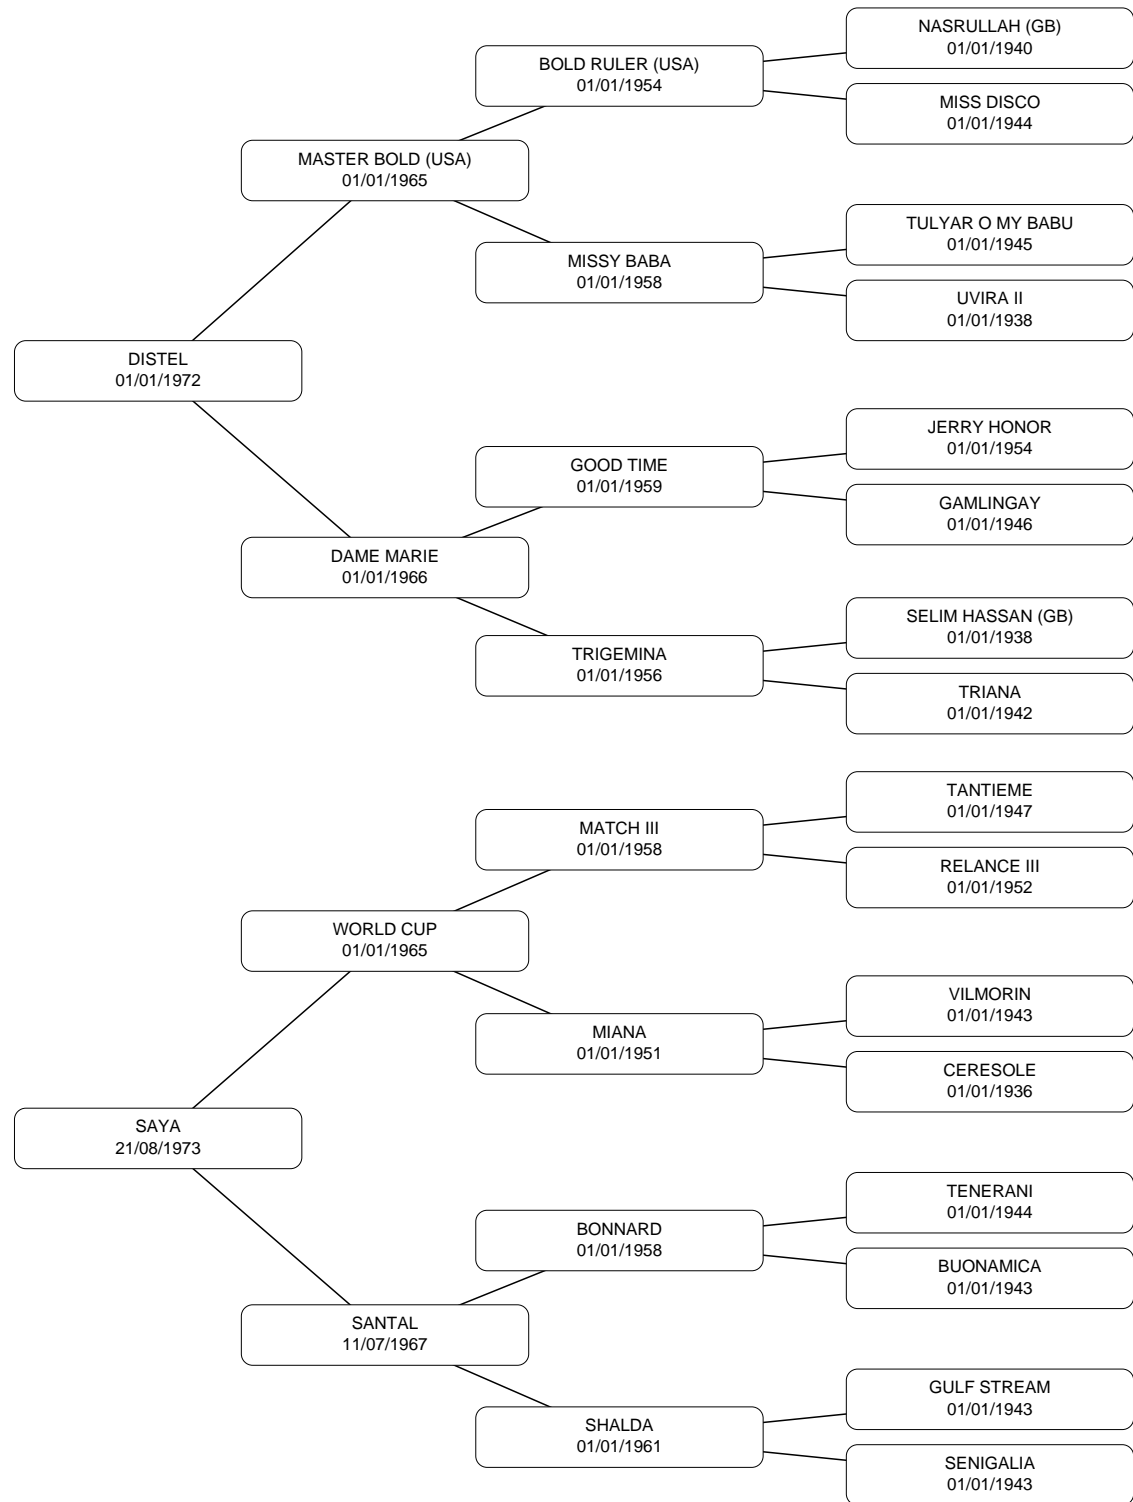 NASRULLAH (GB)
01/01/1940
BOLD RULER (USA)
01/01/1954
MISS DISCO
01/01/1944
MASTER BOLD (USA)
01/01/1965
TULYAR O MY BABU
01/01/1945
MISSY BABA
01/01/1958
UVIRA II
01/01/1938
DISTEL
01/01/1972
JERRY HONOR
01/01/1954
GOOD TIME
01/01/1959
GAMLINGAY
01/01/1946
DAME MARIE
01/01/1966
SELIM HASSAN (GB)
01/01/1938
TRIGEMINA
01/01/1956
TRIANA
01/01/1942
TANTIEME
01/01/1947
MATCH III
01/01/1958
RELANCE III
01/01/1952
WORLD CUP
01/01/1965
VILMORIN
01/01/1943
MIANA
01/01/1951
CERESOLE
01/01/1936
SAYA
21/08/1973
TENERANI
01/01/1944
BONNARD
01/01/1958
BUONAMICA
01/01/1943
SANTAL
11/07/1967
GULF STREAM
01/01/1943
SHALDA
01/01/1961
SENIGALIA
01/01/1943